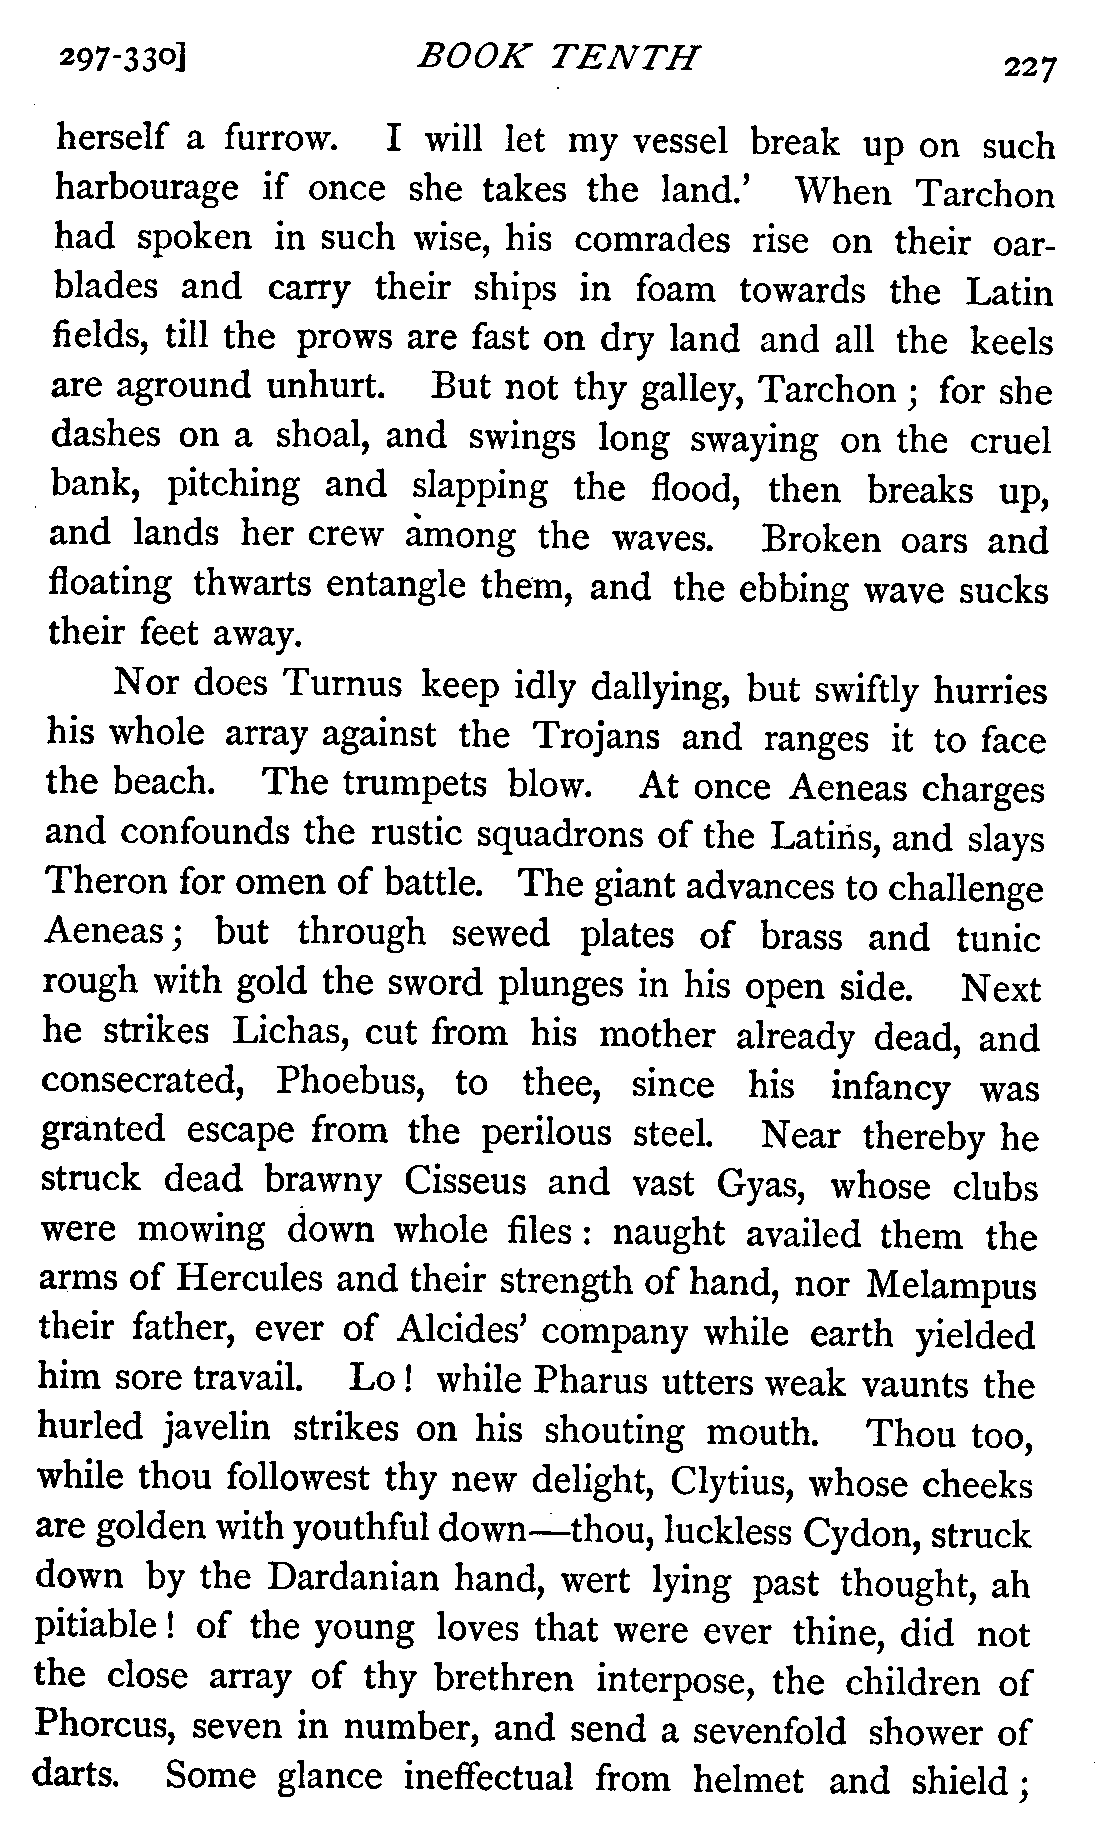 297-330] BOOK TENTH 227
herself a furrow. I will let my vessel break up on such
harbourage if once she takes the land.' When Tarchon
had spoken in such wise, his comrades rise on their oar-
blades and carry their ships in foam towards the Latin
fields, till the prows are fast on dry land and all the keels
are aground unhurt. But not thy galley, Tarchon ; for she
dashes on a shoal, and swings long swaying on the cruel
bank, pitching and slapping the flood, then breaks up,
and lands her crew among the waves. Broken oars and
floating thwarts entangle them, and the ebbing wave sucks
their feet away.
Nor does Turnus keep idly dallying, but swiftly hurries
his whole array against the Trojans and ranges it to face
the beach. The trumpets blow. At once Aeneas charges
and confounds the rustic squadrons of the Latins, and slays
Theron for omen of battle. The giant advances to challenge
Aeneas ; but through sewed plates of brass and tunic
rough with gold the sword plunges in his open side. Next
he strikes Lichas, cut from his mother already dead, and
consecrated, Phoebus, to thee, since his infancy was
granted escape from the perilous steel. Near thereby he
struck dead brawny Cisseus and vast Gyas, whose clubs
were mowing down whole files : naught availed them the
arms of Hercules and their strength of hand, nor Melampus
their father, ever of Alcides' company while earth yielded
him sore travail. Lo ! while Pharus utters weak vaunts the
hurled javelin strikes on his shouting mouth. Thou too,
while thou followest thy new delight, Clytius, whose cheeks
are golden with youthful down—thou, luckless Cydon, struck
down by the Dardanian hand, wert lying past thought, ah
pitiable ! of the young loves that were ever thine, did not
the close array of thy brethren interpose, the children of
Phorcus, seven in number, and send a sevenfold shower of
darts. Some glance ineffectual from helmet and shield ;